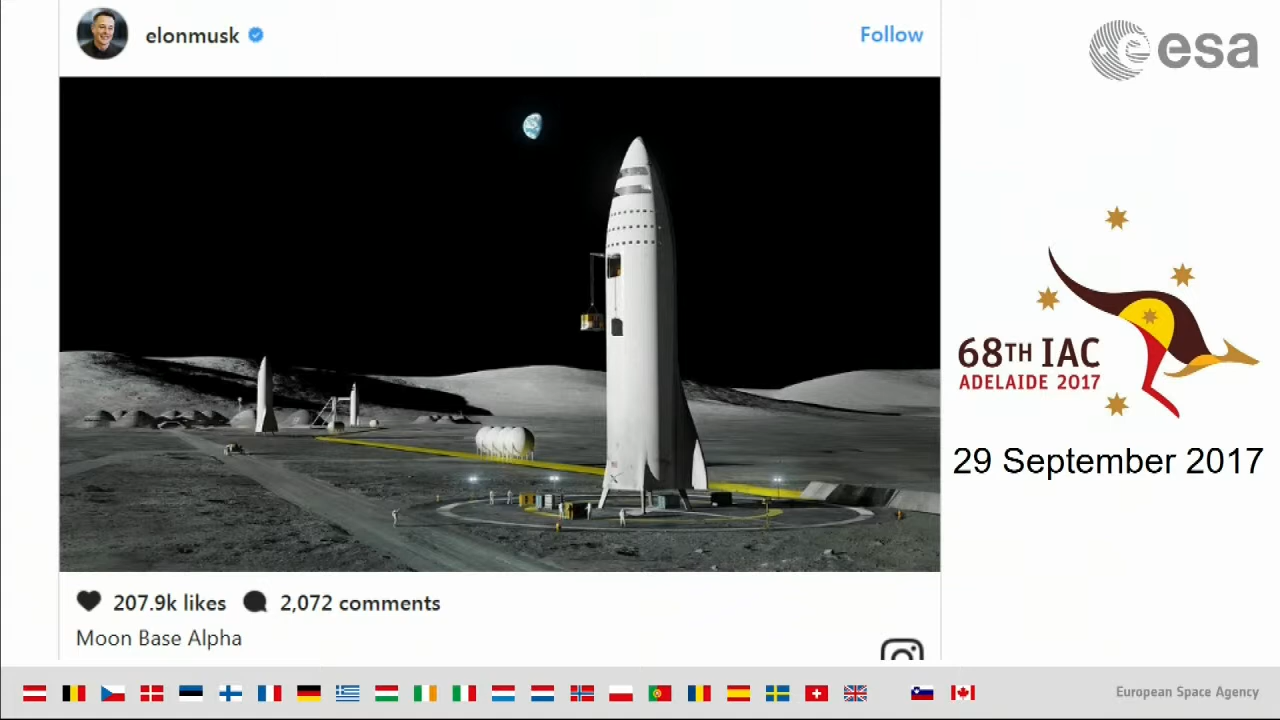 elonmusk
Follow
esa
68TH IAC
ADELAIDE 2017
29 September 2017
207.9k likes
2,072 comments
Moon Base Alpha
European Space Agency